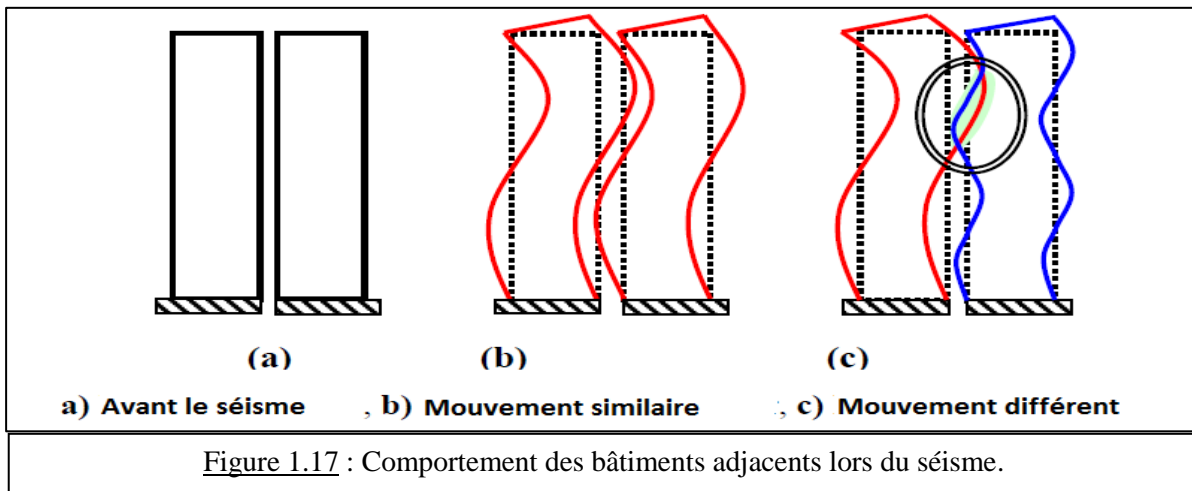 (a) (b) (c)
a) Avant le séisme , b) Mouvement similaire , c) Mouvement différent
Figure 1.17 : Comportement des bâtiments adjacents lors du séisme.